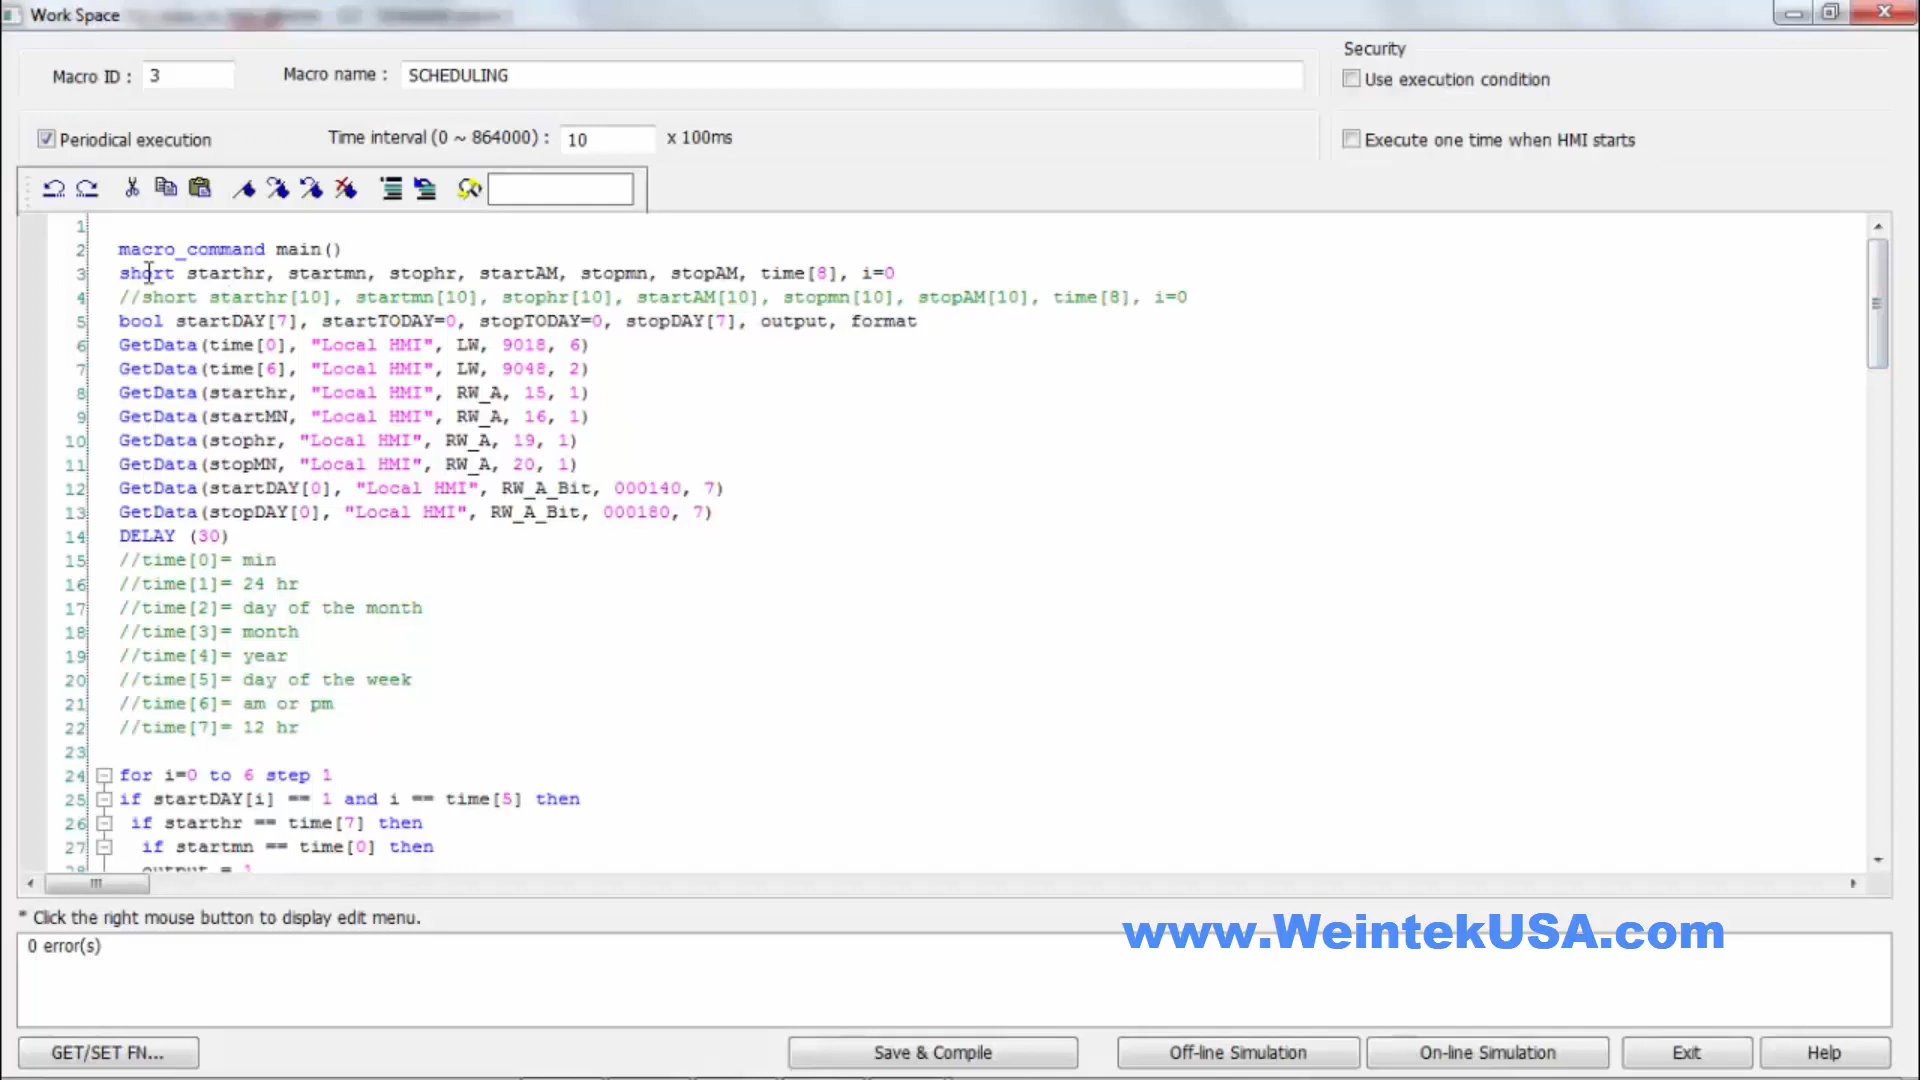 Work Space
Macro ID : 3 Macro name : SCHEDULING
Security
Use execution condition
Periodical execution Time interval (0 ~ 864000) : 10 x 100ms
Execute one time when HMI starts
1
2 macro_command main()
3 short starthr, startmn, stophr, startAM, stopmn, stopAM, time[8], i=0
4 //short starthr[10], startmn[10], stophr[10], startAM[10], stopmn[10], stopAM[10], time[8], i=0
5 bool startDAY[7], startTODAY=0, stopTODAY=0, stopDAY[7], output, format
6 GetData(time[0], "Local HMI", LW, 9018, 6)
7 GetData(time[6], "Local HMI", LW, 9048, 2)
8 GetData(starthr, "Local HMI", RW_A, 15, 1)
9 GetData(startMN, "Local HMI", RW_A, 16, 1)
10 GetData(stophr, "Local HMI", RW_A, 19, 1)
11 GetData(stopMN, "Local HMI", RW_A, 20, 1)
12 GetData(startDAY[0], "Local HMI", RW_A_Bit, 000140, 7)
13 GetData(stopDAY[0], "Local HMI", RW_A_Bit, 000180, 7)
14 DELAY (30)
15 //time[0]= min
16 //time[1]= 24 hr
17 //time[2]= day of the month
18 //time[3]= month
19 //time[4]= year
20 //time[5]= day of the week
21 //time[6]= am or pm
22 //time[7]= 12 hr
23
24 for i=0 to 6 step 1
25 if startDAY[i] == 1 and i == time[5] then
26 if starthr == time[7] then
27 if startmn == time[0] then
28 output = 1
* Click the right mouse button to display edit menu.
www.WeintekUSA.com
0 error(s)
GET/SET FN... Save & Compile Off-line Simulation On-line Simulation Exit Help